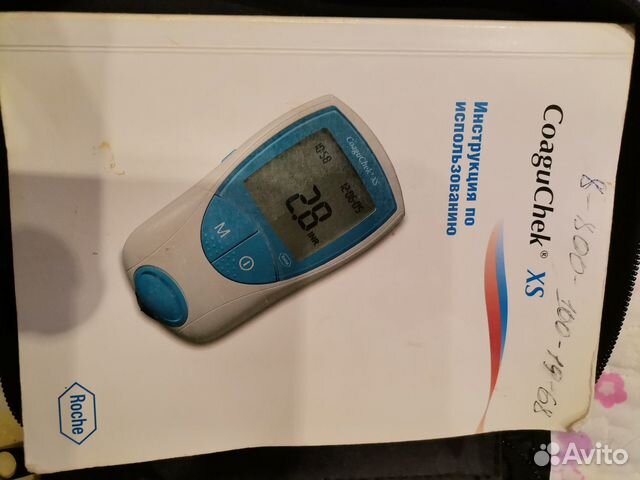 8-800-100-19-68
CoaguChek® XS
Инструкция по
использованию
CoaguChek XS
10:58
12.06.05
2.8
INR
M
Roche
Avito